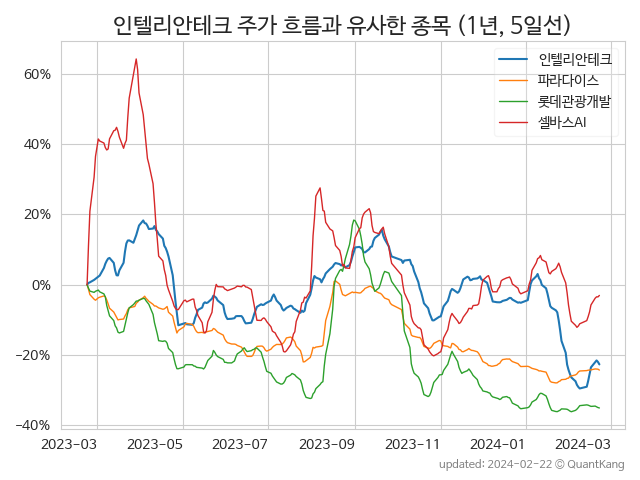 인텔리안테크 주가 흐름과 유사한 종목 (1년, 5일선)
인텔리안테크
파라다이스
롯데관광개발
셀바스AI
60%
40%
20%
0%
−20%
−40%
2023-03 2023-05 2023-07 2023-09 2023-11 2024-01 2024-03
updated: 2024-02-22 © QuantKang